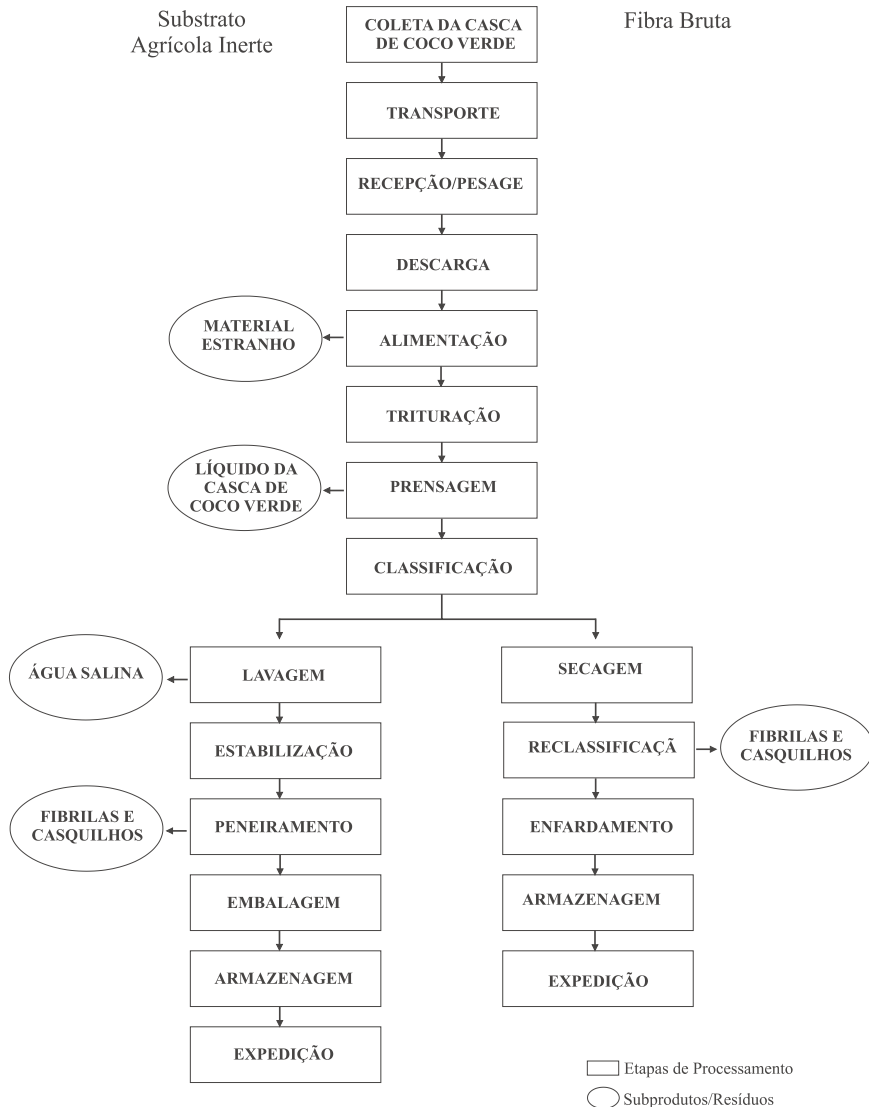 Substrato
Agrícola Inerte
COLETA DA CASCA
DE COCO VERDE
Fibra Bruta
TRANSPORTE
RECEPÇÃO/PESAGE
DESCARGA
MATERIAL
ESTRANHO
ALIMENTAÇÃO
TRITURAÇÃO
LÍQUIDO DA
CASCA DE
COCO VERDE
PRENSAGEM
CLASSIFICAÇÃO
ÁGUA SALINA
LAVAGEM
SECAGEM
ESTABILIZAÇÃO
RECLASSIFICAÇÃ
FIBRILAS E
CASQUILHOS
FIBRILAS E
CASQUILHOS
PENEIRAMENTO
ENFARDAMENTO
EMBALAGEM
ARMAZENAGEM
ARMAZENAGEM
EXPEDIÇÃO
EXPEDIÇÃO
Etapas de Processamento
Subprodutos/Resíduos